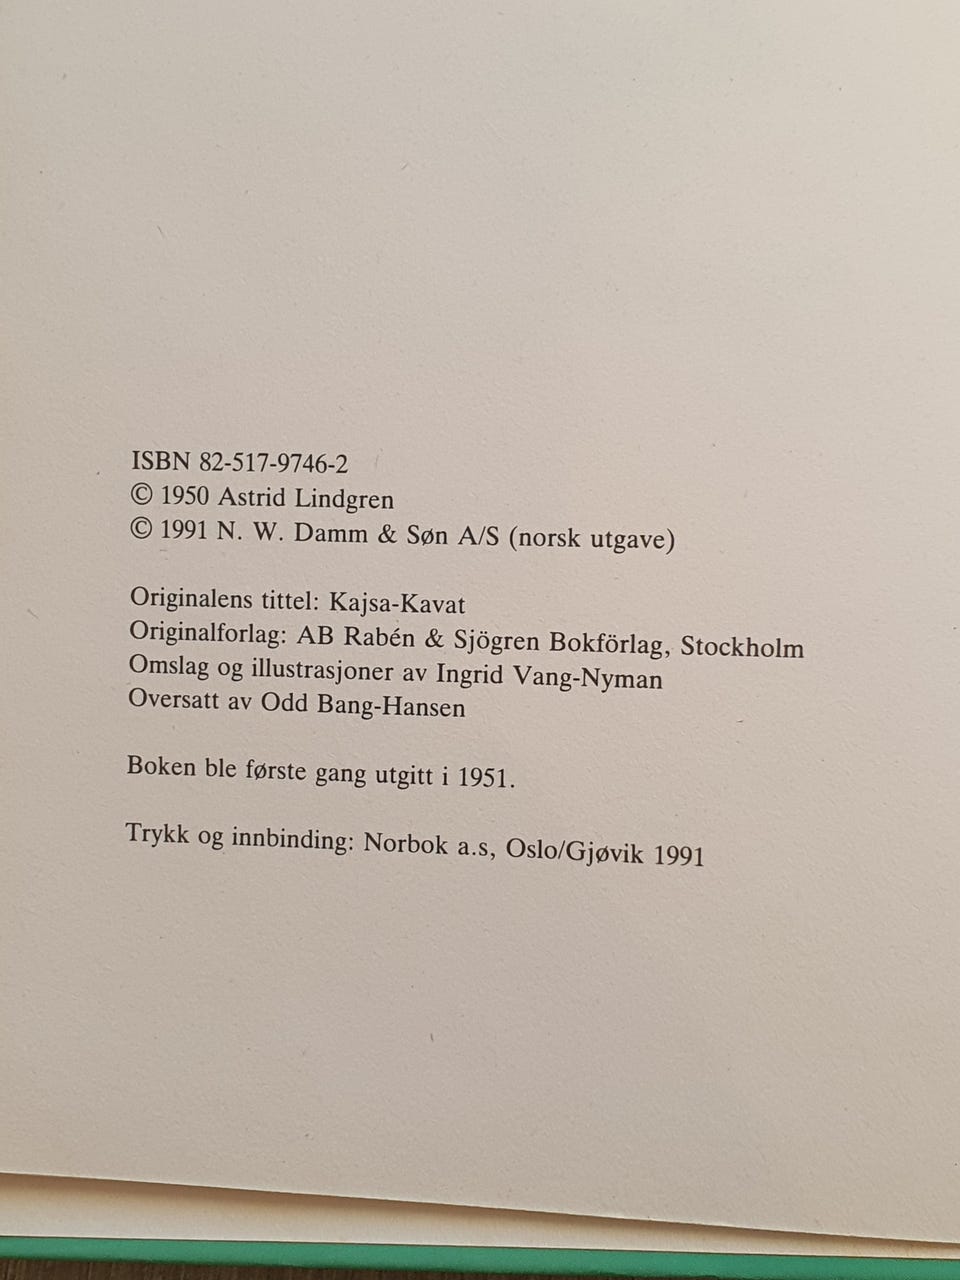 ISBN 82-517-9746-2
© 1950 Astrid Lindgren
© 1991 N. W. Damm & Søn A/S (norsk utgave)
Originalens tittel: Kajsa-Kavat
Originalforlag: AB Rabén & Sjögren Bokförlag, Stockholm
Omslag og illustrasjoner av Ingrid Vang-Nyman
Oversatt av Odd Bang-Hansen
Boken ble første gang utgitt i 1951.
Trykk og innbinding: Norbok a.s, Oslo/Gjøvik 1991